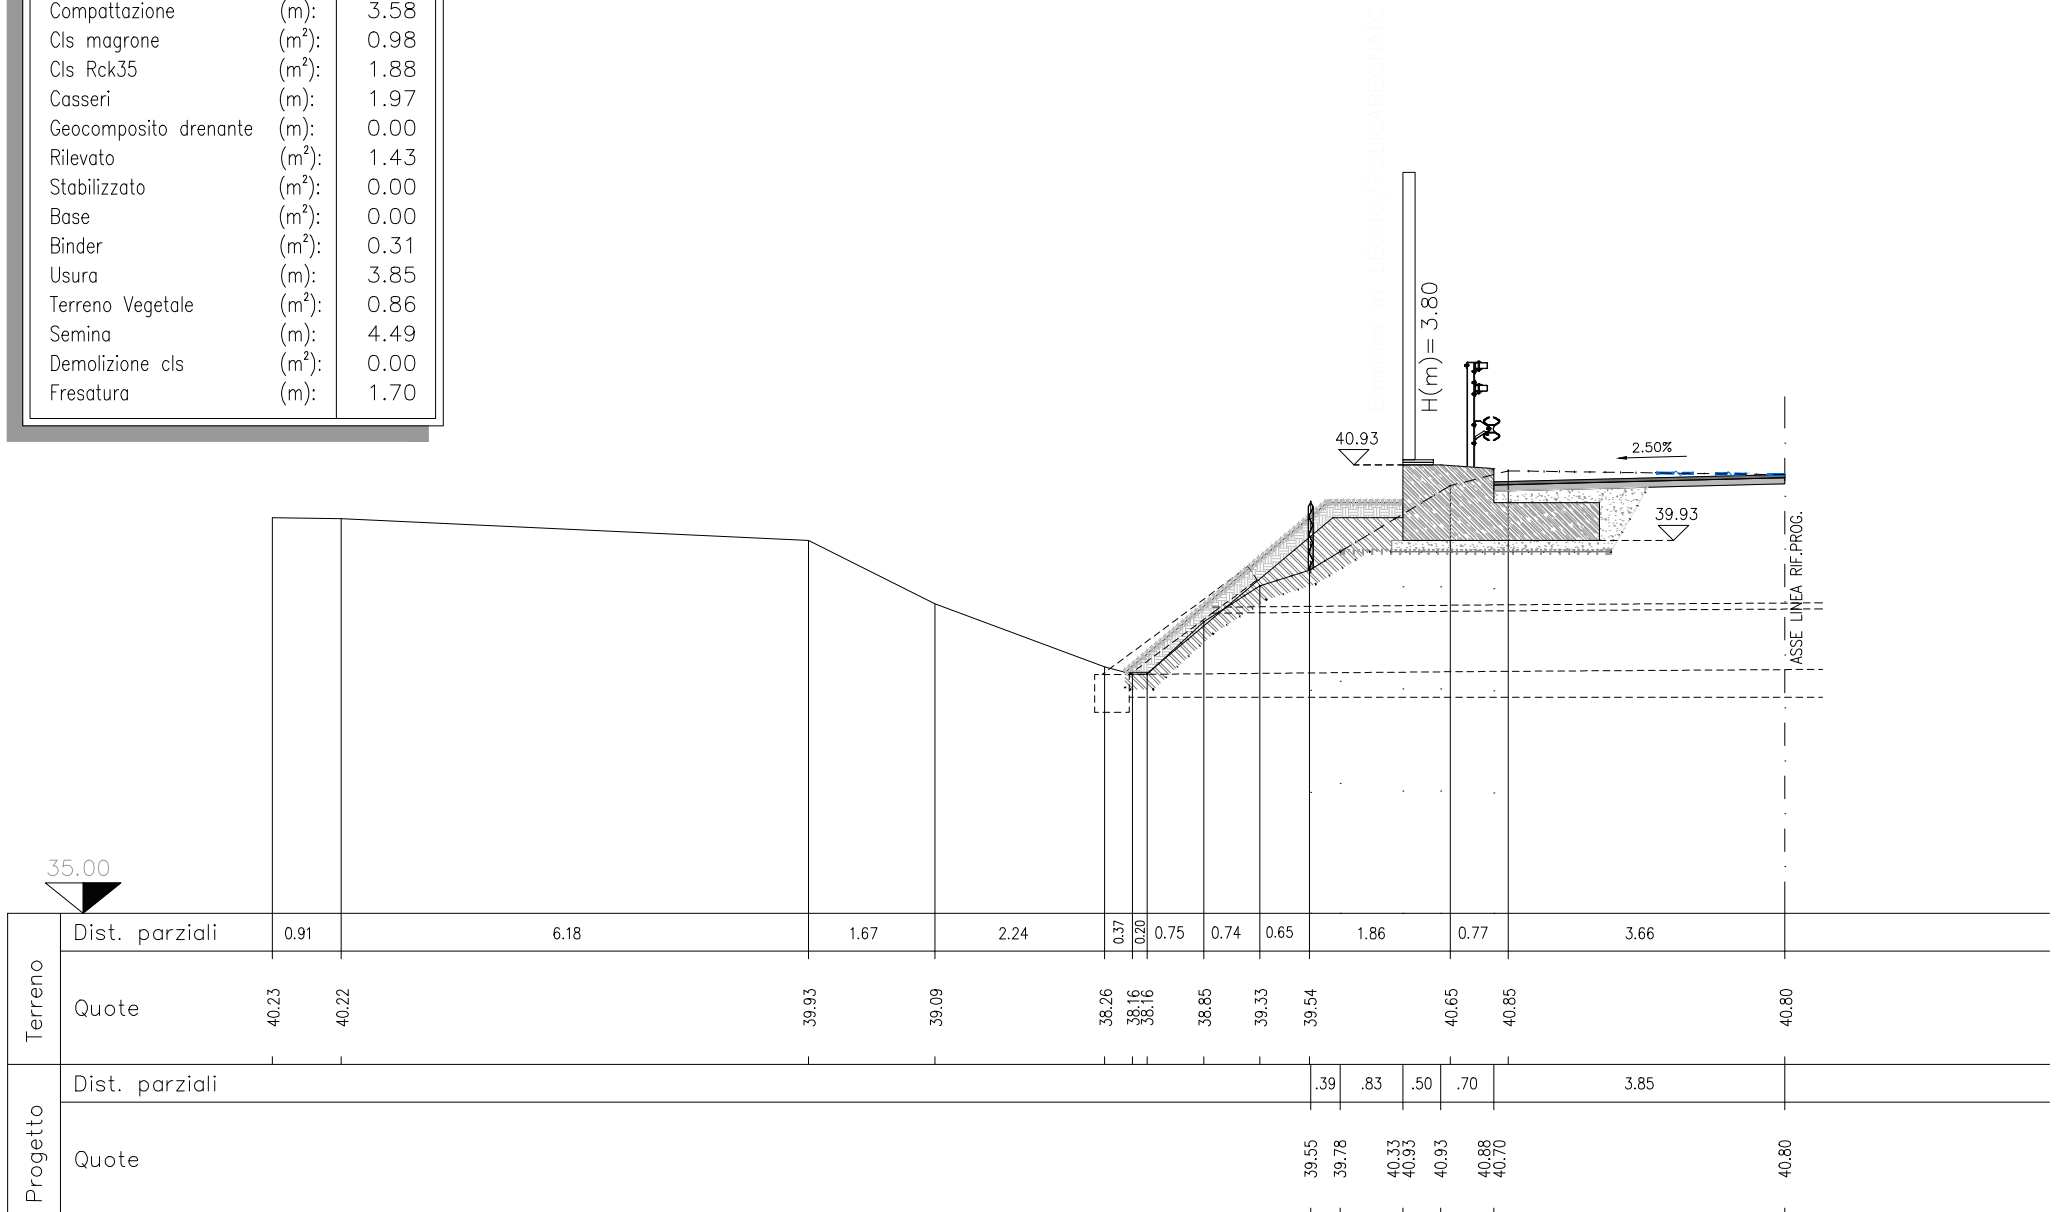 Compattazione (m): 3.58
Cls magrone (m²): 0.98
Cls Rck35 (m²): 1.88
Casseri (m): 1.97
Geocomposito drenante (m): 0.00
Rilevato (m²): 1.43
Stabilizzato (m²): 0.00
Base (m²): 0.00
Binder (m²): 0.31
Usura (m): 3.85
Terreno Vegetale (m²): 0.86
Semina (m): 4.49
Demolizione cls (m²): 0.00
Fresatura (m): 1.70
Barriera in LEGNO/POLICARBONATO
H(m)= 3.80
40.93
2.50%
39.93
ASSE LINEA RIF.PROG.
35.00
Terreno
Dist. parziali 0.91 6.18 1.67 2.24 0.37 0.20 0.75 0.74 0.65 1.86 0.77 3.66
Quote 40.23 40.22 39.93 39.09 38.26 38.16 38.16 38.85 39.33 39.54 40.65 40.85 40.80
Progetto
Dist. parziali .39 .83 .50 .70 3.85
Quote 39.55 39.78 40.33 40.93 40.93 40.88 40.70 40.80